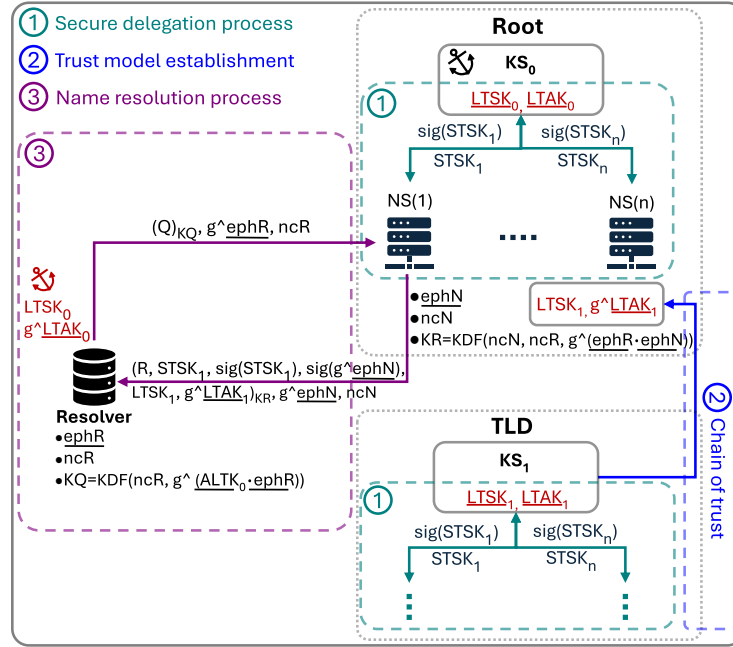 1 Secure delegation process
2 Trust model establishment
3 Name resolution process
Root
KS₀
LTSK₀, LTAK₀
1
sig(STSK₁)
sig(STSKₙ)
STSK₁
STSKₙ
NS(1)
NS(n)
3
(Q)KQ, g^ephR, ncR
LTSK₀
g^LTAK₀
•ephN
•ncN
•KR=KDF(ncN, ncR, g^(ephR·ephN))
LTSK₁, g^LTAK₁
(R, STSK₁, sig(STSK₁), sig(g^ephN),
LTSK₁, g^LTAK₁)KR, g^ephN, ncN
Resolver
•ephR
•ncR
•KQ=KDF(ncR, g^ (ALTK₀·ephR))
2 Chain of trust
TLD
KS₁
LTSK₁, LTAK₁
1
sig(STSK₁)
sig(STSKₙ)
STSK₁
STSKₙ